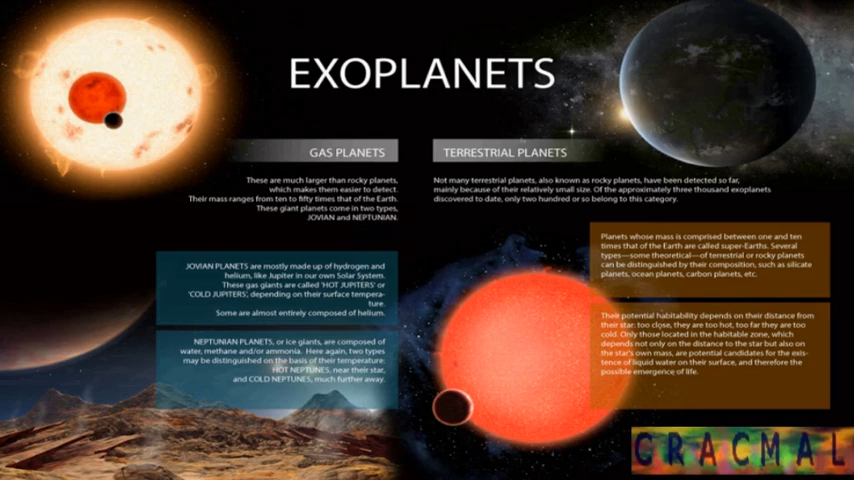 EXOPLANETS
GAS PLANETS
These are much larger than rocky planets,
which makes them easier to detect.
Their mass ranges from ten to fifty times that of the Earth.
These giant planets come in two types,
JOVIAN and NEPTUNIAN.
JOVIAN PLANETS are mostly made up of hydrogen and
helium, like Jupiter in our own Solar System.
These gas giants are called 'HOT JUPITERS' or
'COLD JUPITERS', depending on their surface tempera-
ture.
Some are almost entirely composed of helium.
NEPTUNIAN PLANETS, or ice giants, are composed of
water, methane and/or ammonia. Here again, two types
may be distinguished on the basis of their temperature:
HOT NEPTUNES, near their star,
and COLD NEPTUNES, much further away.
TERRESTRIAL PLANETS
Not many terrestrial planets, also known as rocky planets, have been detected so far,
mainly because of their relatively small size. Of the approximately three thousand exoplanets
discovered to date, only two hundred or so belong to this category.
Planets whose mass is comprised between one and ten
times that of the Earth are called super-Earths. Several
types—some theoretical—of terrestrial or rocky planets
can be distinguished by their composition, such as silicate
planets, ocean planets, carbon planets, etc.
Their potential habitability depends on their distance from
their star: too close, they are too hot, too far they are too
cold. Only those located in the habitable zone, which
depends not only on the distance to the star but also on
the star's own mass, are potential candidates for the exis-
tence of liquid water on their surface, and therefore the
possible emergence of life.
GRACMAL